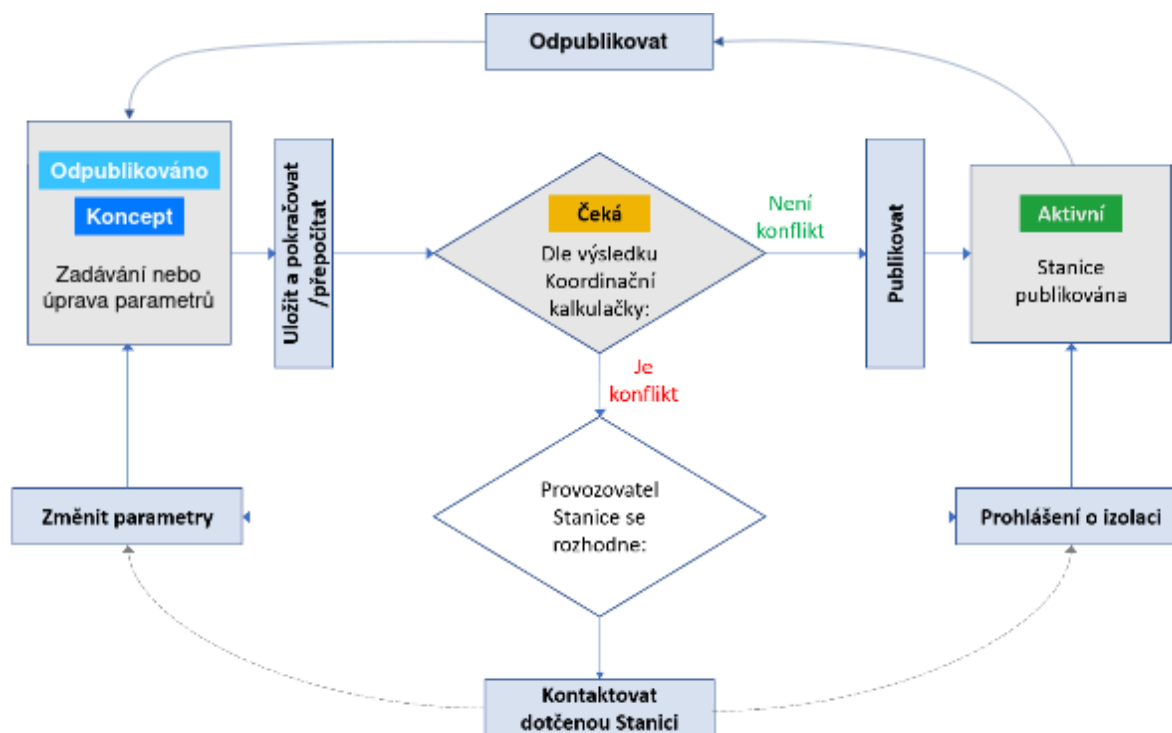 Odpublikovat
Odpublikováno
Koncept
Zadávání nebo
úprava parametrů
Uložit a pokračovat
/přepočítat
Čeká
Dle výsledku
Koordinační
kalkulačky:
Není
konflikt
Publikovat
Aktivní
Stanice
publikována
Je
konflikt
Změnit parametry
Provozovatel
Stanice se
rozhodne:
Prohlášení o izolaci
Kontaktovat
dotčenou Stanici